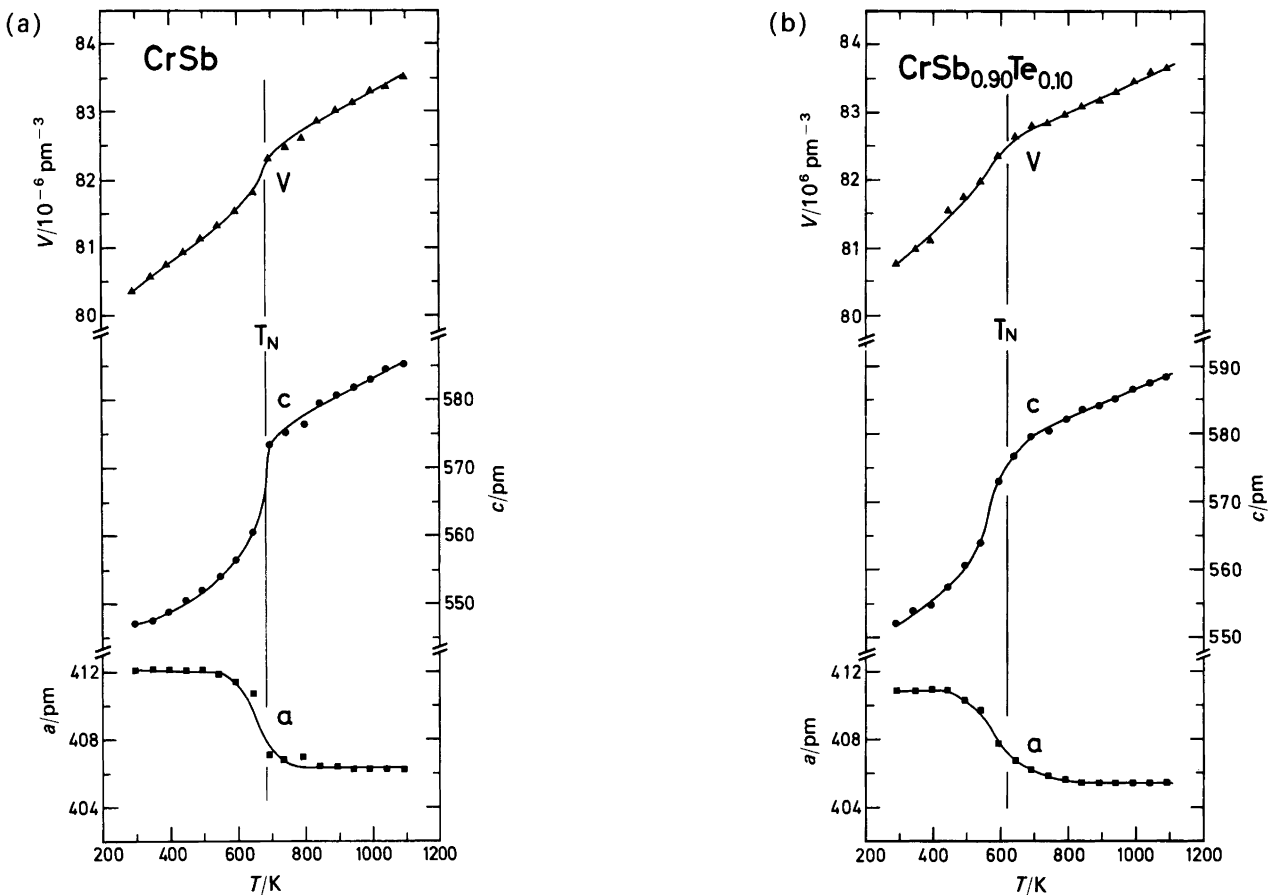 (a)
CrSb
84
83
82
81
80
V/10⁻⁶ pm⁻³
V
T_N
c
580
570
560
550
c/pm
412
408
404
a/pm
a
200 400 600 800 1000 1200
T/K
(b)
CrSb₀.₉₀Te₀.₁₀
84
83
82
81
80
V/10⁶ pm⁻³
V
T_N
c
590
580
570
560
550
c/pm
412
408
404
a/pm
a
200 400 600 800 1000 1200
T/K